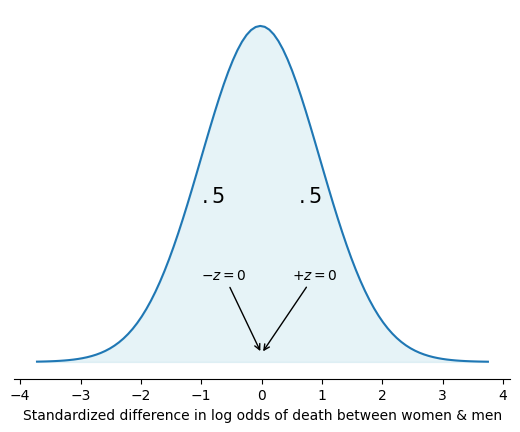 .5 .5
−z = 0 +z = 0
−4 −3 −2 −1 0 1 2 3 4
Standardized difference in log odds of death between women & men